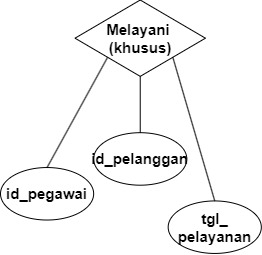 Melayani
(khusus)
id_pelanggan
id_pegawai
tgl_
pelayanan